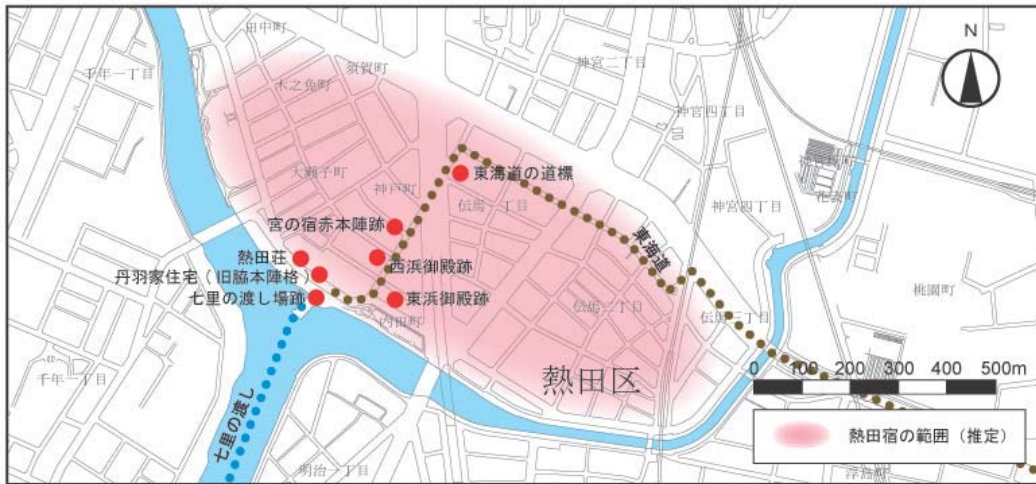 田中町
千年一丁目
須賀町
木之免町
神宮二丁目
N
神宮四丁目
東海道の道標
大瀬子町
神戸町
伝馬一丁目
花表町
神宮四丁目
宮の宿赤本陣跡
熱田荘
西浜御殿跡
東海道
丹羽家住宅(旧脇本陣格)
七里の渡し場跡
東浜御殿跡
伝馬二丁目
桃園町
内田町
伝馬三丁目
千年一丁目
熱田区
0 100 200 300 400 500m
七里の渡し
熱田宿の範囲(推定)
明治一丁目
浮島町